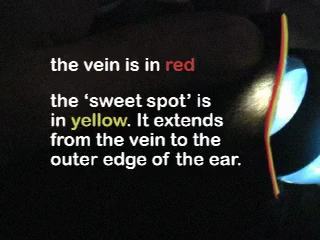 the vein is in red
the ‘sweet spot’ is
in yellow. It extends
from the vein to the
outer edge of the ear.